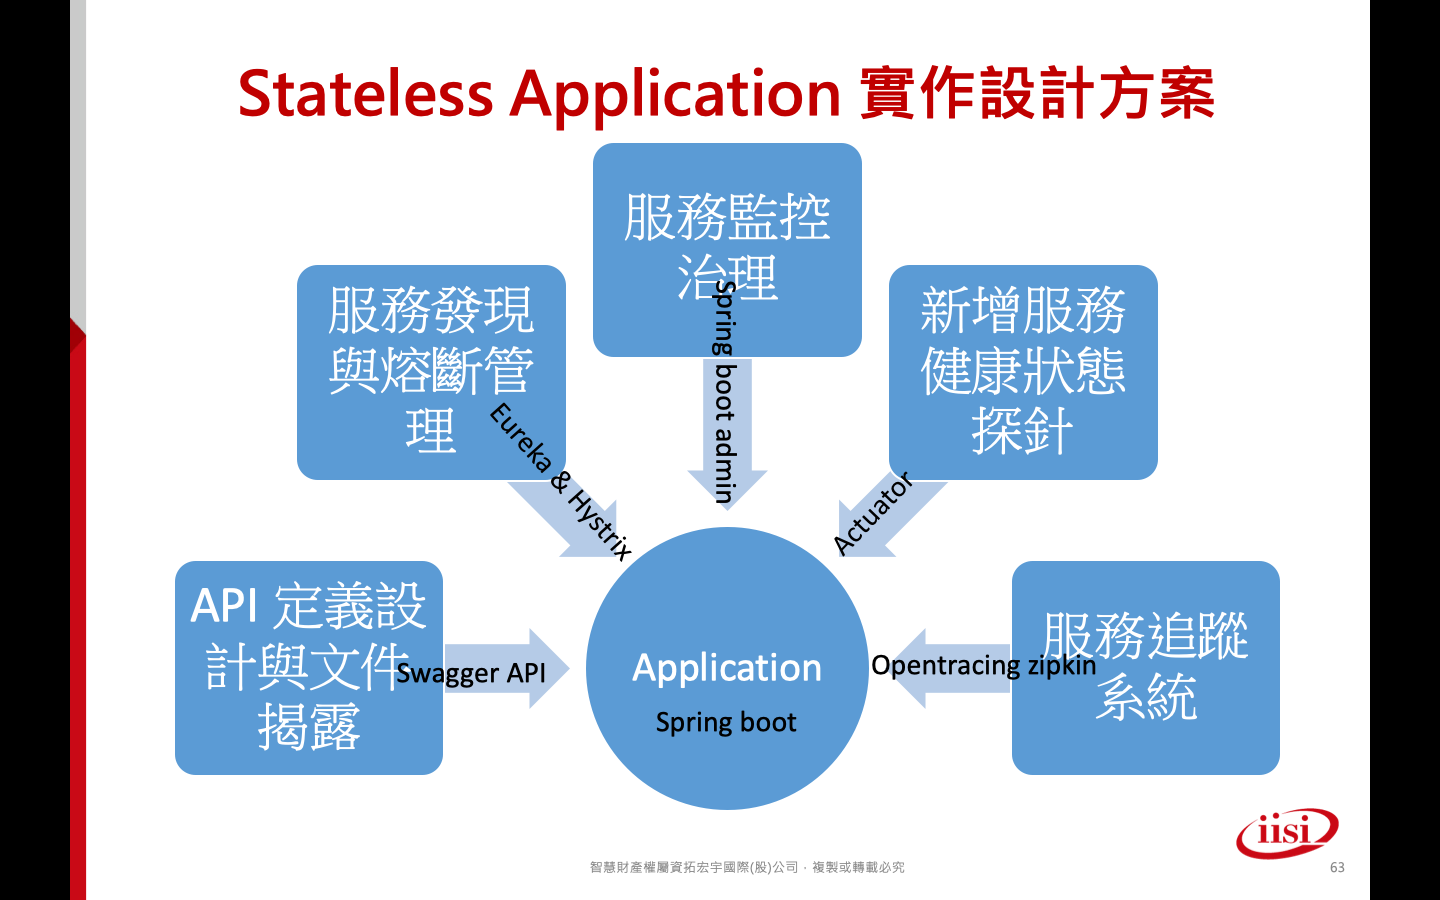 Stateless Application 實作設計方案
服務監控
治理
Spring boot admin
服務發現
與熔斷管
理
Eureka & Hystrix
新增服務
健康狀態
探針
Actuator
API 定義設
計與文件
揭露
Swagger API
Application
Spring boot
Opentracing zipkin
服務追蹤
系統
iisi
智慧財產權屬資拓宏宇國際(股)公司，複製或轉載必究
63